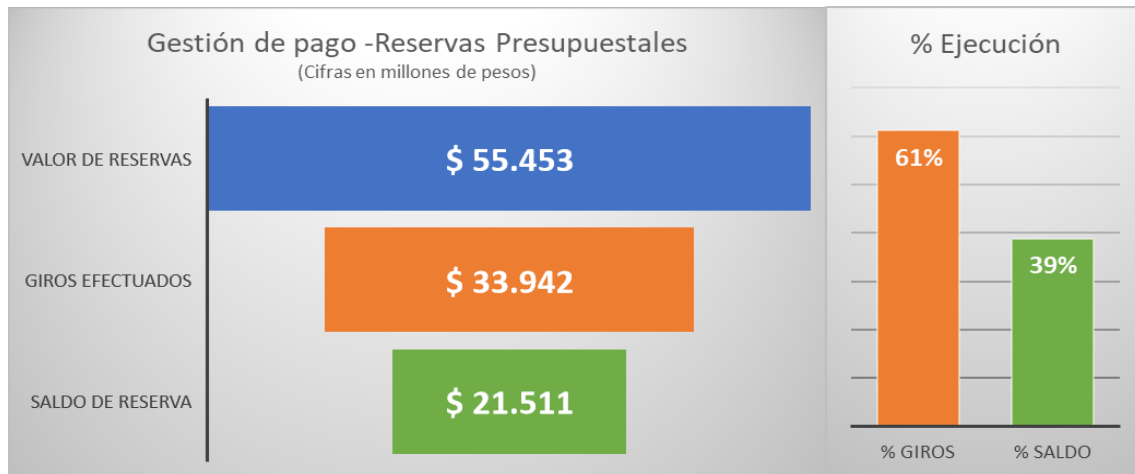 Gestión de pago -Reservas Presupuestales
(Cifras en millones de pesos)
VALOR DE RESERVAS
$ 55.453
GIROS EFECTUADOS
$ 33.942
SALDO DE RESERVA
$ 21.511
% Ejecución
61%
39%
% GIROS
% SALDO